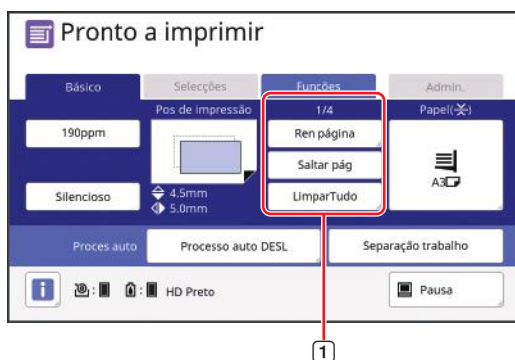 Pronto a imprimir
Básico Selecções Funções Admin.
Pos de impressão 1/4 Papel( )
190ppm Ren página
Saltar pág
A3
Silencioso 4.5mm LimparTudo
5.0mm
Proces auto Processo auto DESL Separação trabalho
i : : HD Preto Pausa
1